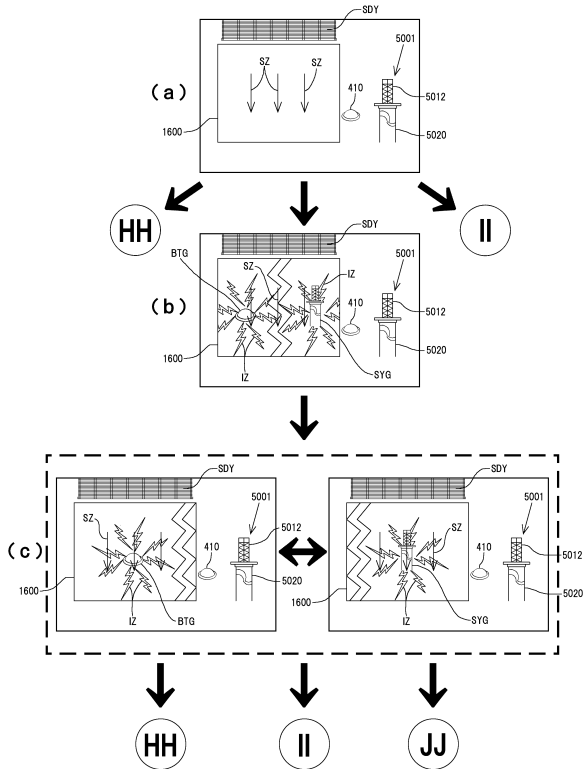 SDY
5001
SZ
SZ
410
5012
(a)
1600
5020
HH
II
SDY
BTG
SZ
IZ
5001
410
5012
(b)
1600
5020
IZ
SYG
SDY
SDY
5012
5001
5001
SZ
SZ
410
410
5012
(c)
1600
5020
1600
5020
IZ
BTG
IZ
SYG
HH
II
JJ